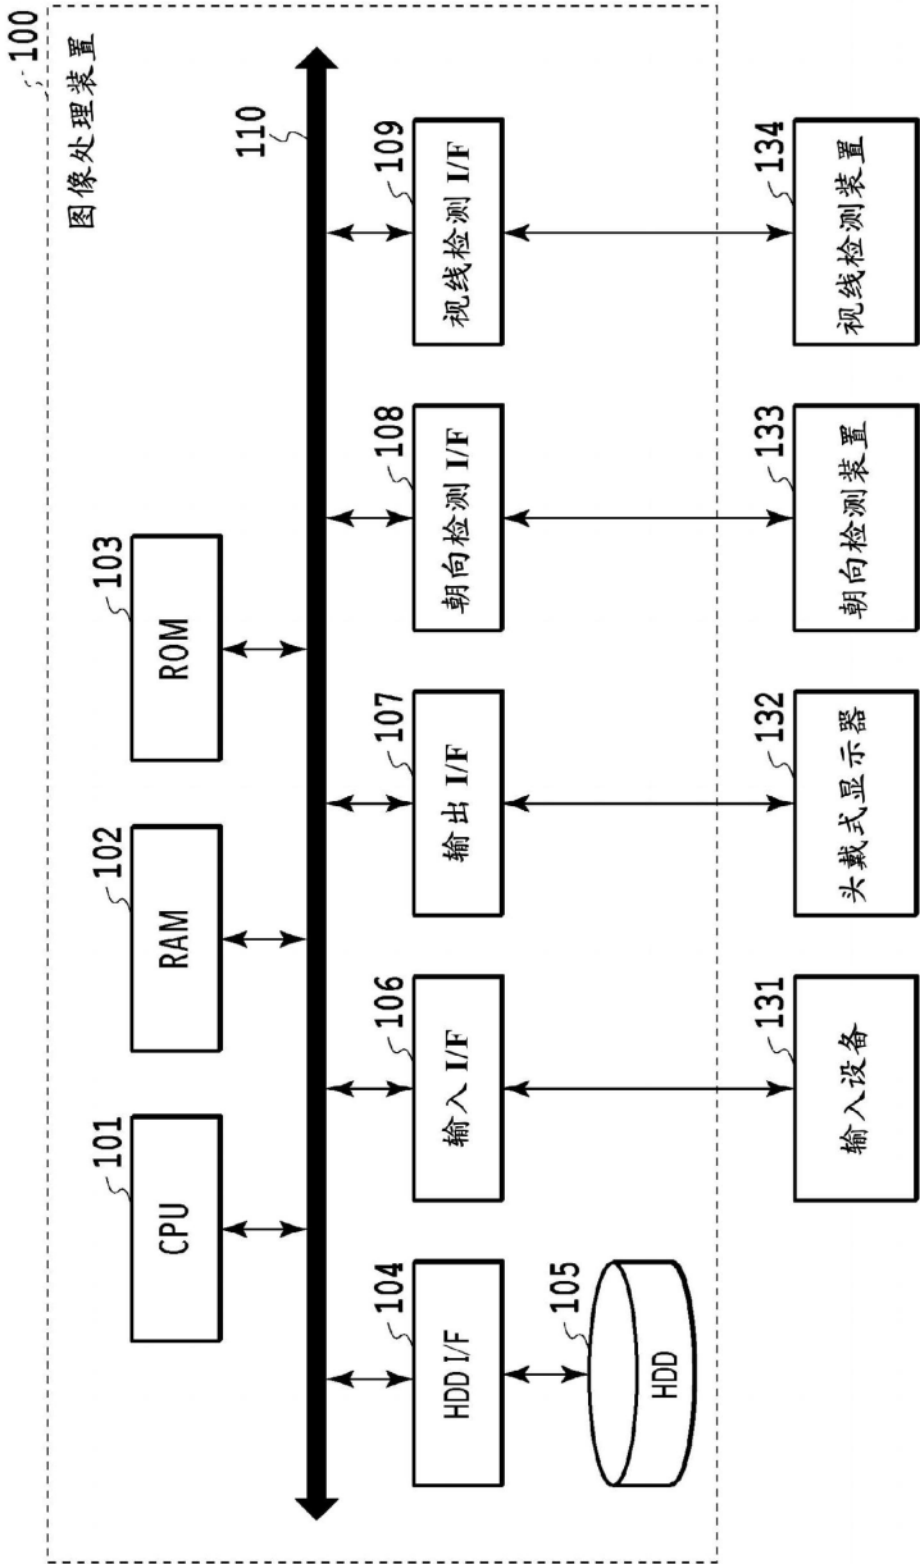 100
图像处理装置
101
CPU
102
RAM
103
ROM
110
104
HDD I/F
106
输入 I/F
107
输出 I/F
108
朝向检测 I/F
109
视线检测 I/F
105
HDD
131
输入设备
132
头戴式显示器
133
朝向检测装置
134
视线检测装置